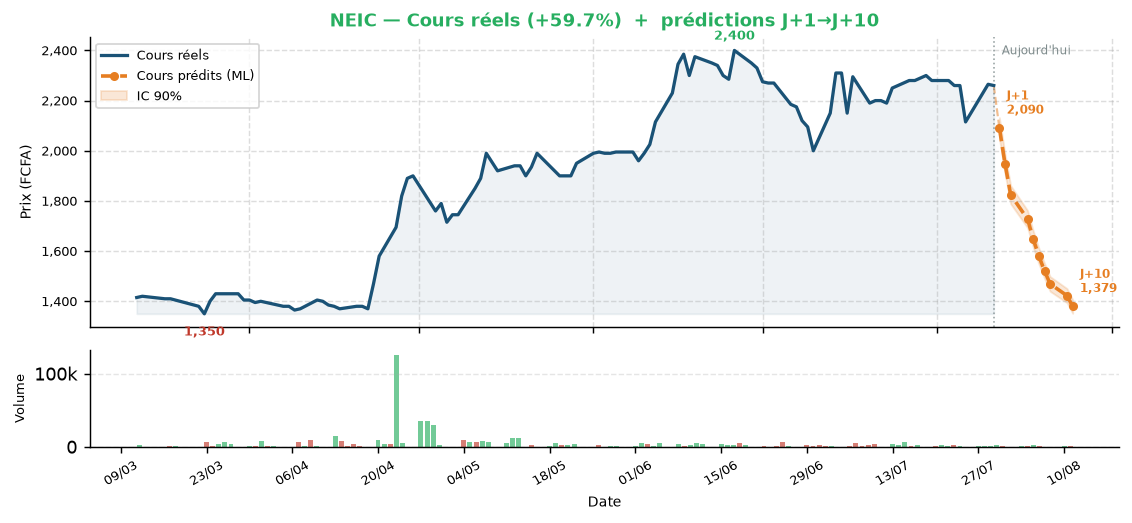 NEIC — Cours réels (+59.7%)  +  prédictions J+1→J+10
2,400
Aujourd'hui
Cours réels
Cours prédits (ML)
IC 90%
J+1
2,090
J+10
1,379
1,350
Prix (FCFA)
2,400
2,200
2,000
1,800
1,600
1,400
Volume
100k
0
09/03
23/03
06/04
20/04
04/05
18/05
01/06
15/06
29/06
13/07
27/07
10/08
Date